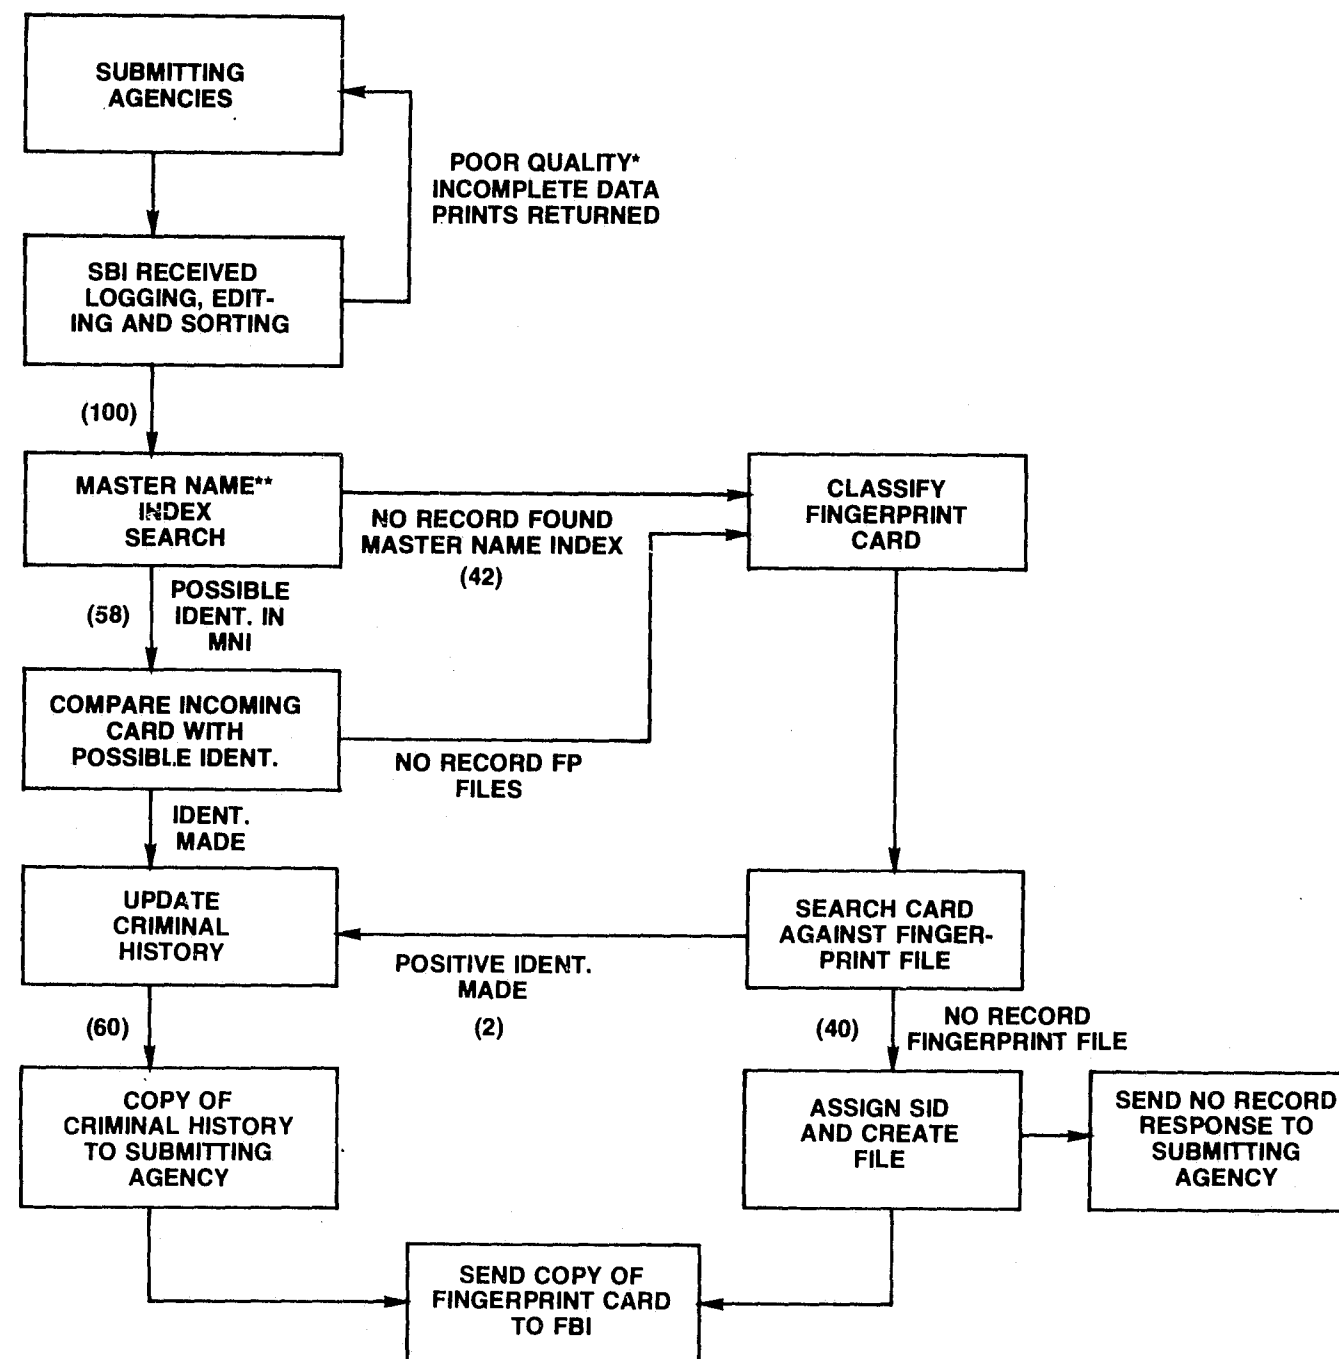 SUBMITTING
AGENCIES
POOR QUALITY*
INCOMPLETE DATA
PRINTS RETURNED
SBI RECEIVED
LOGGING, EDIT-
ING AND SORTING
(100)
MASTER NAME**
INDEX
SEARCH
NO RECORD FOUND
MASTER NAME INDEX
(42)
CLASSIFY
FINGERPRINT
CARD
(58)
POSSIBLE
IDENT. IN
MNI
COMPARE INCOMING
CARD WITH
POSSIBLE IDENT.
NO RECORD FP
FILES
IDENT.
MADE
UPDATE
CRIMINAL
HISTORY
POSITIVE IDENT.
MADE
(2)
SEARCH CARD
AGAINST FINGER-
PRINT FILE
(60)
(40)
NO RECORD
FINGERPRINT FILE
COPY OF
CRIMINAL HISTORY
TO SUBMITTING
AGENCY
ASSIGN SID
AND CREATE
FILE
SEND NO RECORD
RESPONSE TO
SUBMITTING
AGENCY
SEND COPY OF
FINGERPRINT CARD
TO FBI